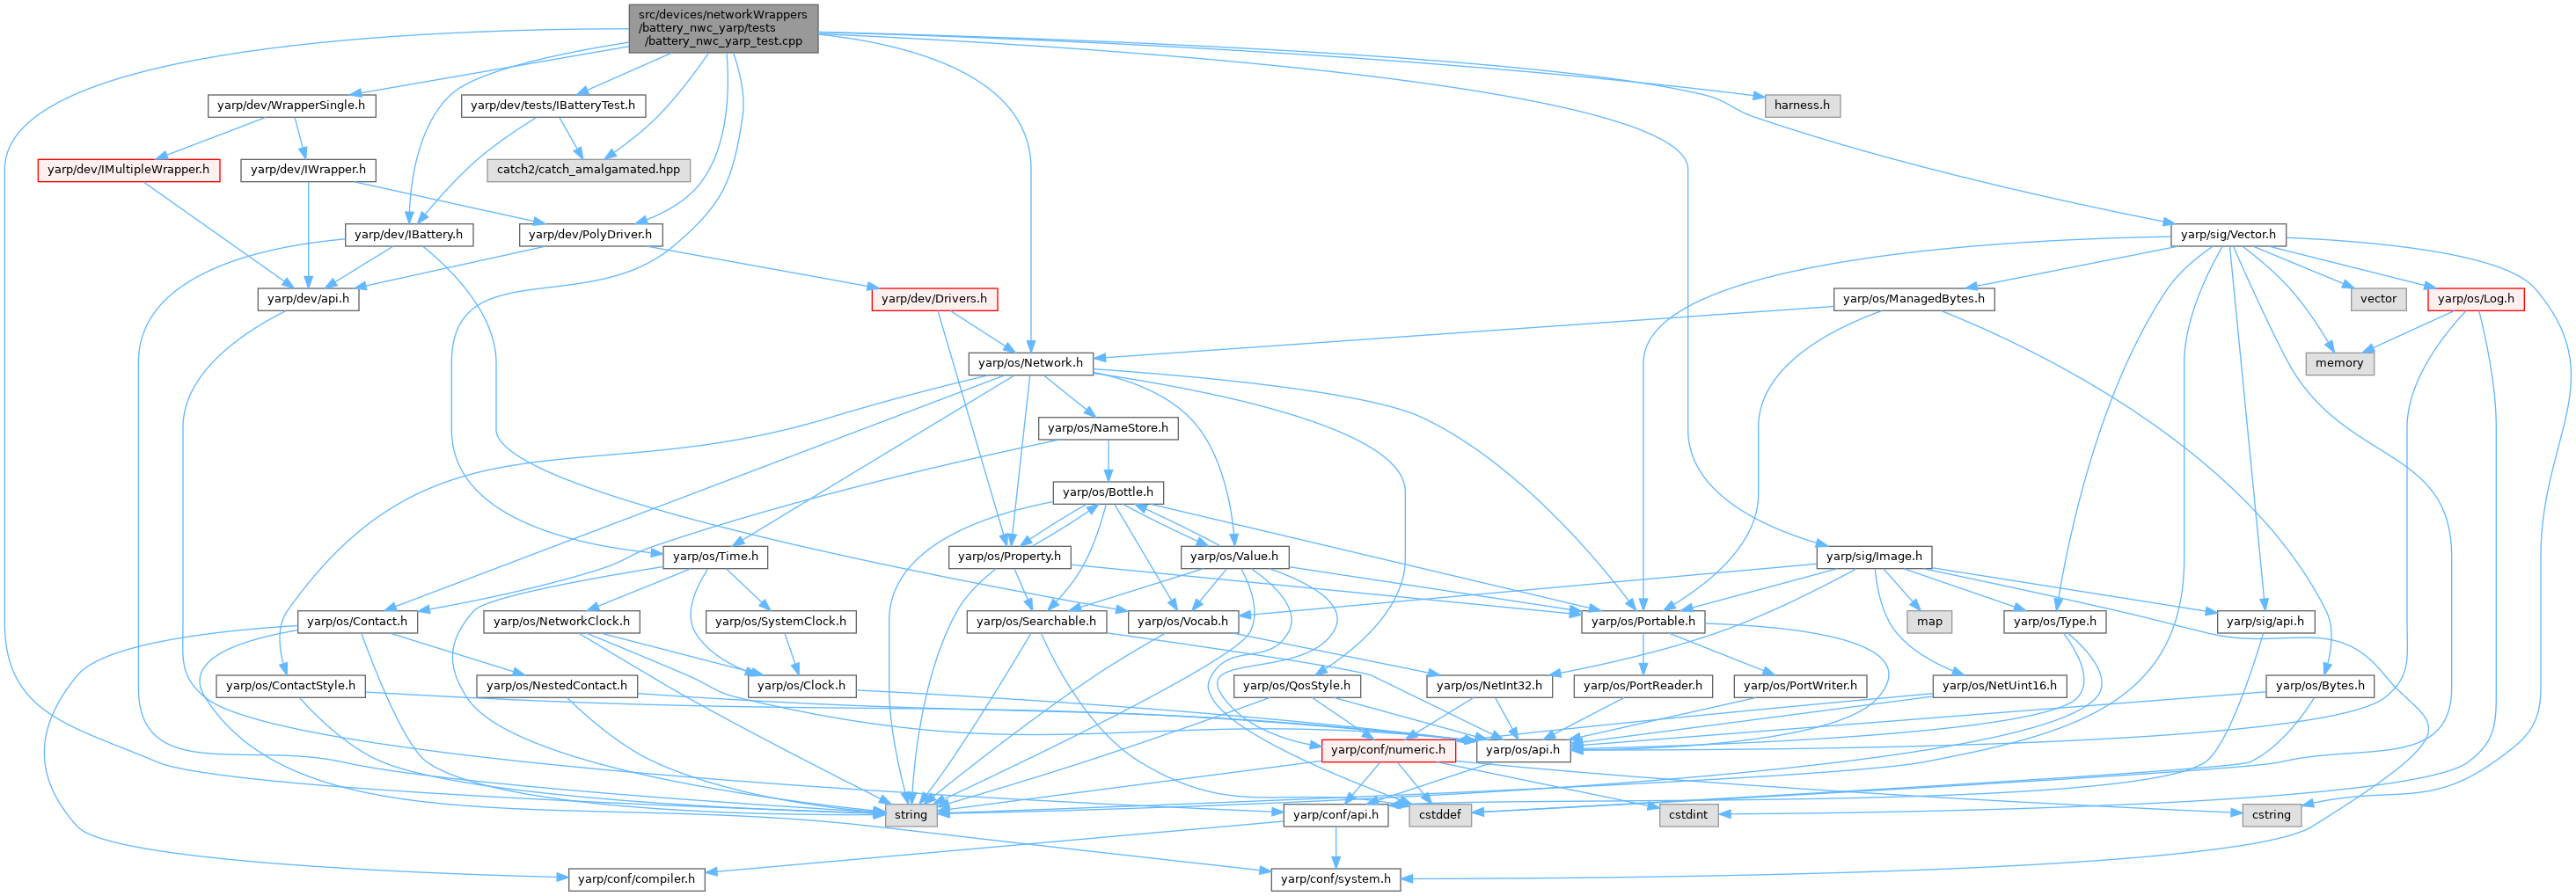 src/devices/networkWrappers
/battery_nwc_yarp/tests
/battery_nwc_yarp_test.cpp
yarp/dev/WrapperSingle.h
yarp/dev/tests/IBatteryTest.h
harness.h
yarp/dev/IMultipleWrapper.h
yarp/dev/IWrapper.h
catch2/catch_amalgamated.hpp
yarp/dev/IBattery.h
yarp/dev/PolyDriver.h
yarp/sig/Vector.h
yarp/dev/api.h
yarp/dev/Drivers.h
yarp/os/ManagedBytes.h
vector
yarp/os/Log.h
yarp/os/Network.h
memory
yarp/os/NameStore.h
yarp/os/Bottle.h
yarp/os/Time.h
yarp/os/Property.h
yarp/os/Value.h
yarp/sig/Image.h
yarp/os/Contact.h
yarp/os/NetworkClock.h
yarp/os/SystemClock.h
yarp/os/Searchable.h
yarp/os/Vocab.h
yarp/os/Portable.h
map
yarp/os/Type.h
yarp/sig/api.h
yarp/os/ContactStyle.h
yarp/os/NestedContact.h
yarp/os/Clock.h
yarp/os/QosStyle.h
yarp/os/NetInt32.h
yarp/os/PortReader.h
yarp/os/PortWriter.h
yarp/os/NetUint16.h
yarp/os/Bytes.h
yarp/conf/numeric.h
yarp/os/api.h
string
yarp/conf/api.h
cstddef
cstdint
cstring
yarp/conf/compiler.h
yarp/conf/system.h